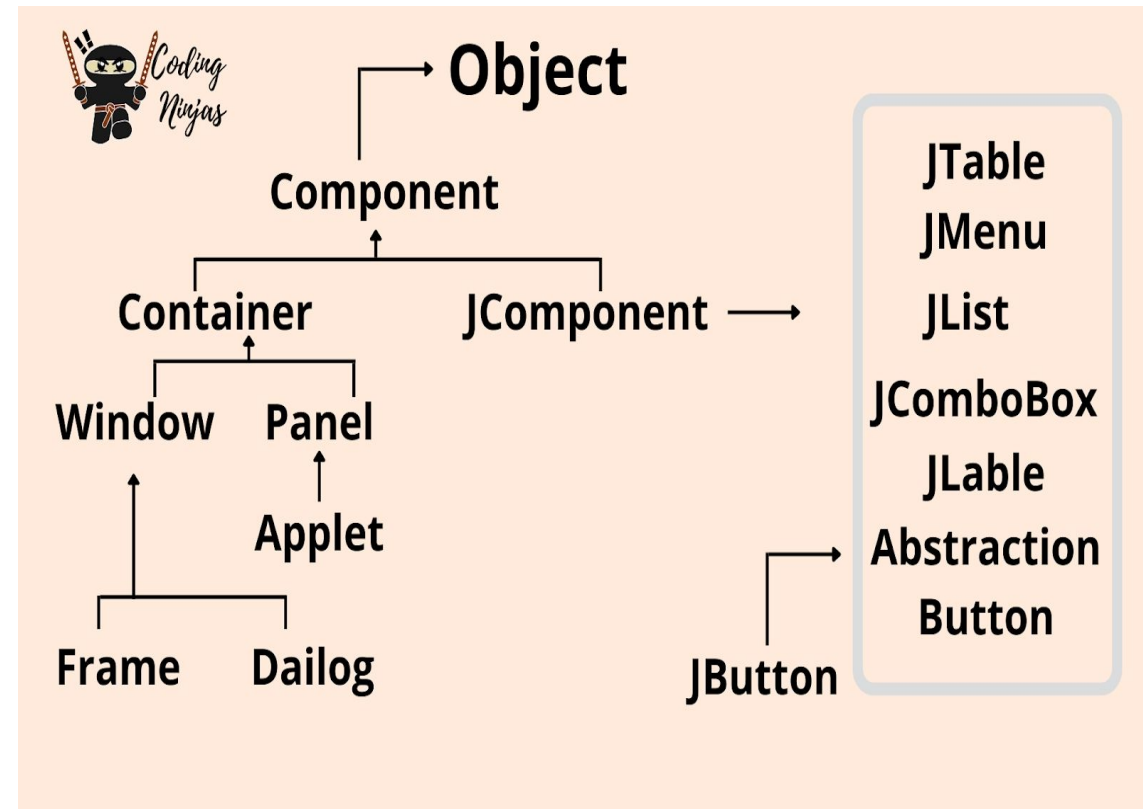 Coding
Ninjas
Object
Component
Container
JComponent
Window
Panel
Applet
Frame
Dailog
JTable
JMenu
JList
JComboBox
JLable
Abstraction
Button
JButton